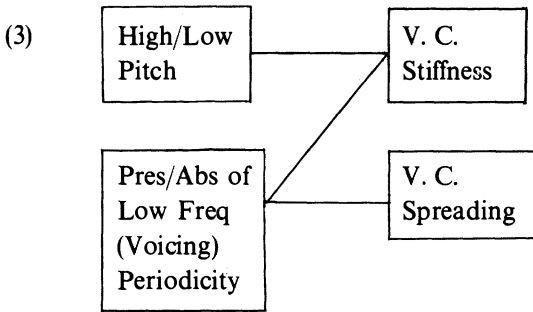 (3)
High/Low
Pitch
V. C.
Stiffness
Pres/Abs of
Low Freq
(Voicing)
Periodicity
V. C.
Spreading